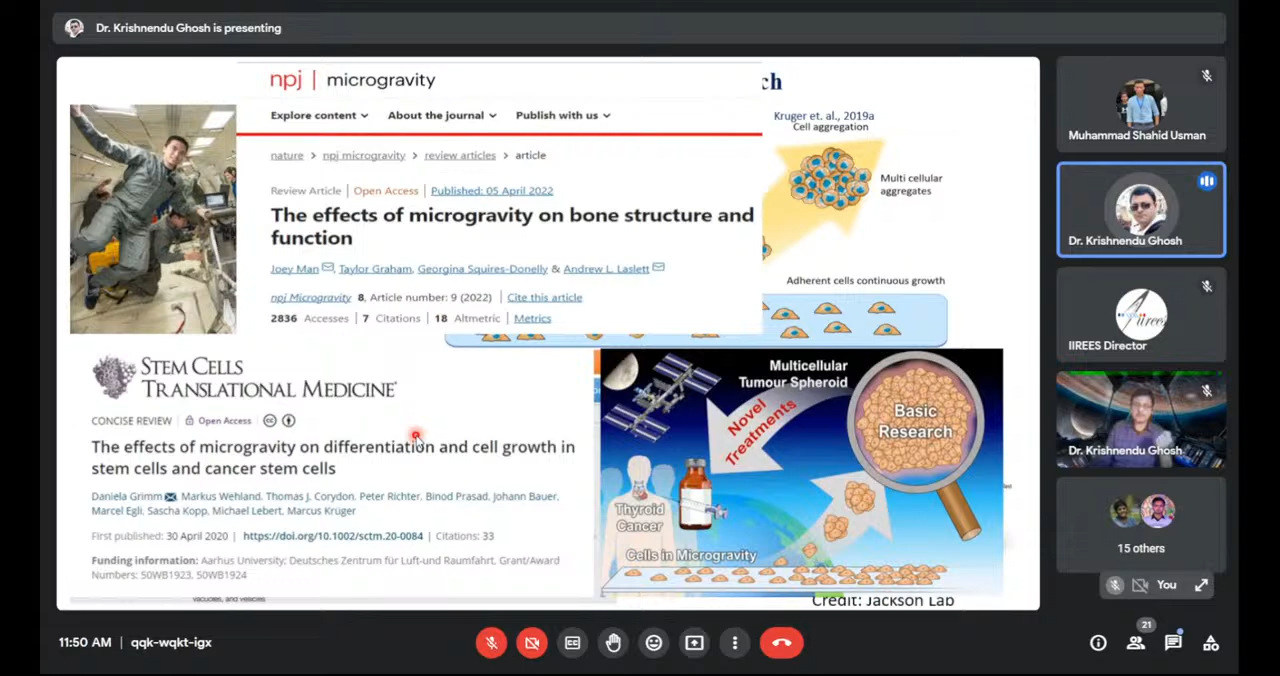 Dr. Krishnendu Ghosh is presenting
npj | microgravity
Explore content
About the journal
Publish with us
nature > npj microgravity > review articles > article
Review Article | Open Access | Published: 05 April 2022
The effects of microgravity on bone structure and
function
Joey Man, Taylor Graham, Georgina Squires-Donelly & Andrew L. Laslett
npj Microgravity 8, Article number: 9 (2022) | Cite this article
2836 Accesses | 7 Citations | 18 Altmetric | Metrics
ch
Kruger et. al., 2019a
Cell aggregation
Multi cellular
aggregates
Adherent cells continuous growth
STEM CELLS
TRANSLATIONAL MEDICINE
CONCISE REVIEW
Open Access
The effects of microgravity on differentiation and cell growth in
stem cells and cancer stem cells
Daniela Grimm, Markus Wehland, Thomas J. Corydon, Peter Richter, Binod Prasad, Johann Bauer,
Marcel Egli, Sascha Kopp, Michael Lebert, Marcus Kruger
First published: 30 April 2020 | https://doi.org/10.1002/sctm.20-0084 | Citations: 33
Funding information: Aarhus University; Deutsches Zentrum für Luft-und Raumfahrt, Grant/Award
Numbers: 50WB1923, 50WB1924
vacuoles, and vesicles
Multicellular
Tumour Spheroid
Novel
Treatments
Basic
Research
Thyroid
Cancer
Cells in Microgravity
Credit: Jackson Lab
Muhammad Shahid Usman
Dr. Krishnendu Ghosh
IIREES Director
Dr. Krishnendu Ghosh
15 others
You
11:50 AM | qqk-wqkt-igx
21